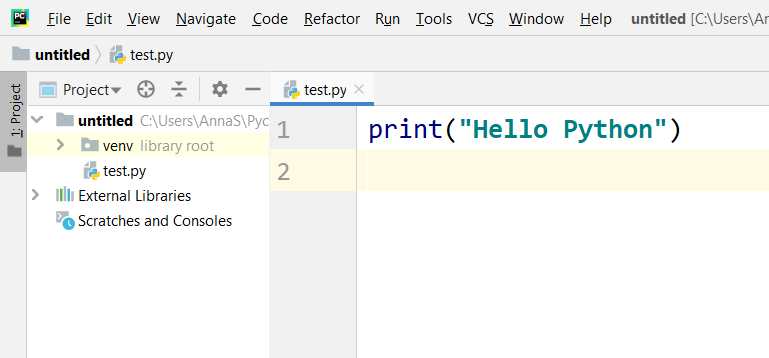 PC File Edit View Navigate Code Refactor Run Tools VCS Window Help untitled [C:\Users\An
untitled test.py
1: Project
Project test.py
untitled C:\Users\AnnaS\Pyc
venv library root
test.py
External Libraries
Scratches and Consoles
1 print("Hello Python")
2